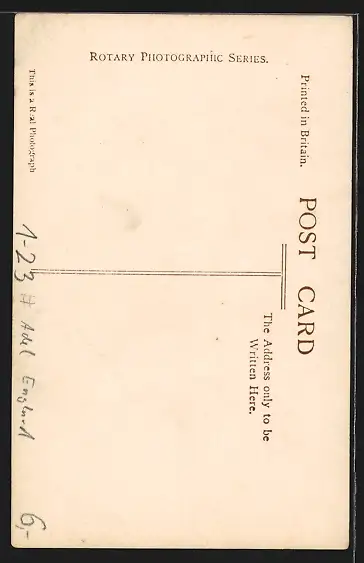 ROTARY PHOTOGRAPHIC SERIES.
Printed in Britain.
POST CARD
The Address only to be
Written Here.
This is a Real Photograph
1-23 # Adel England 6,-